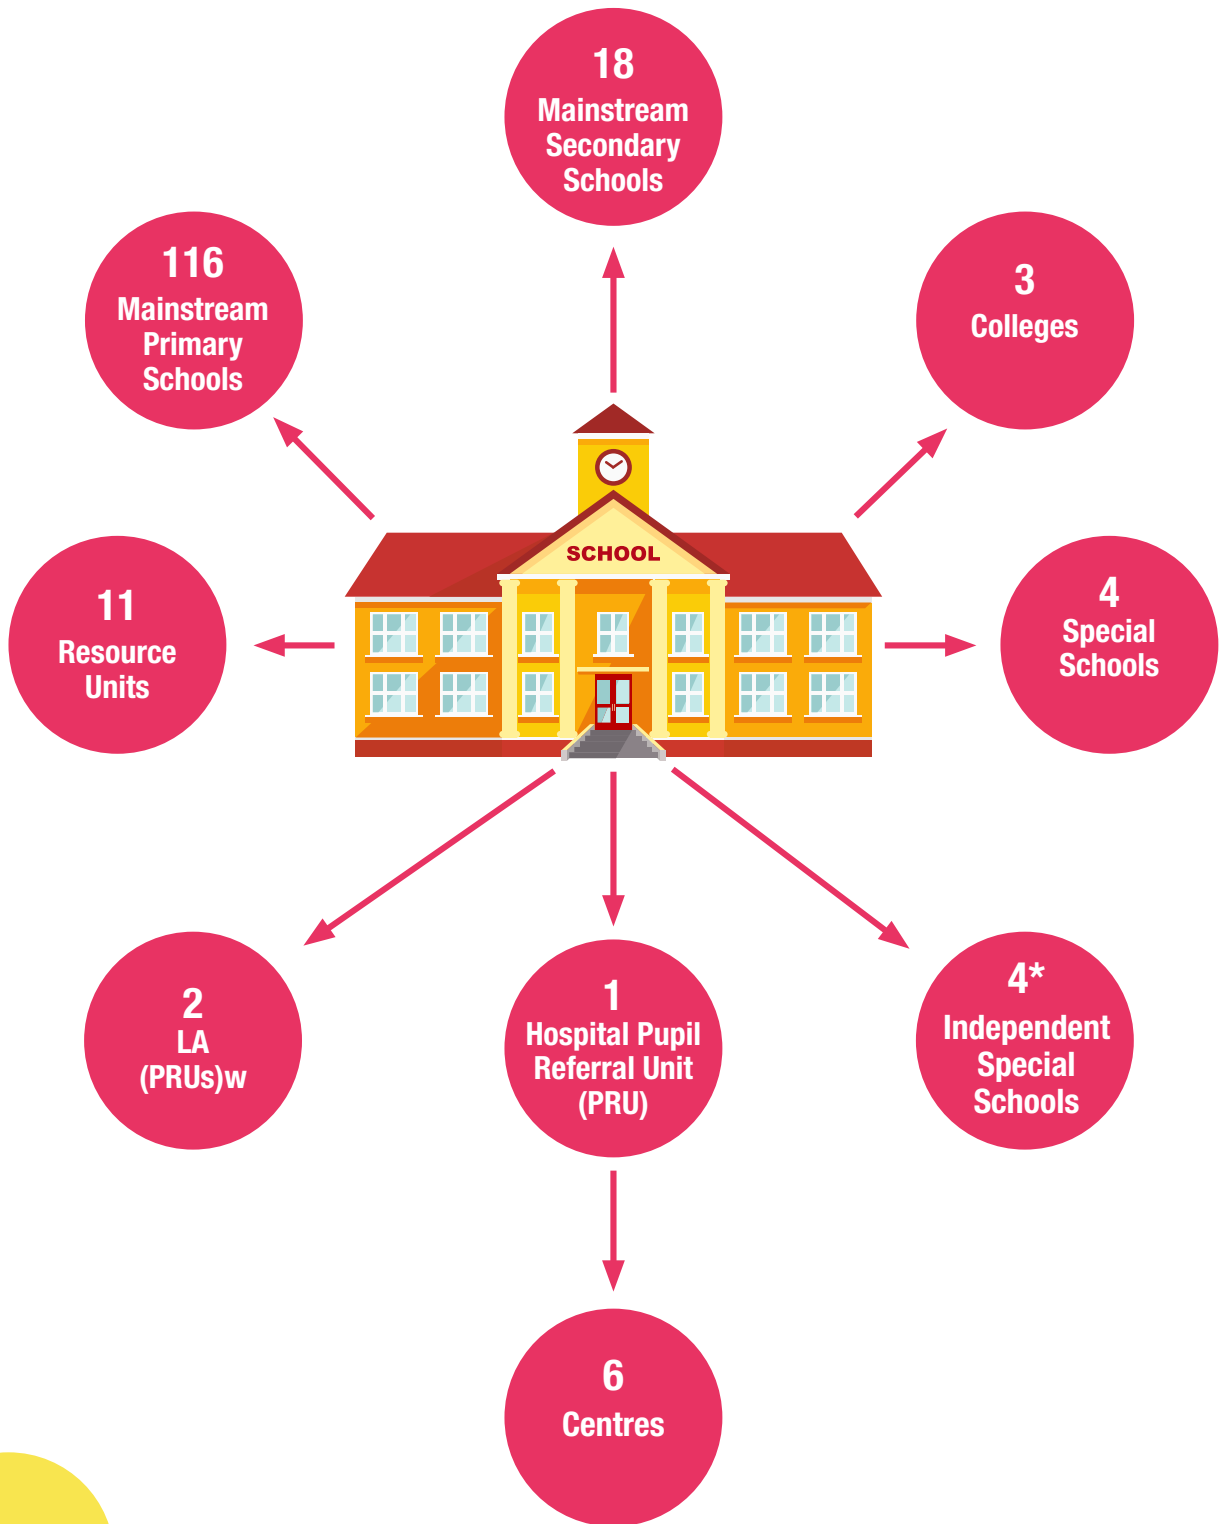 18
Mainstream
Secondary
Schools
116
Mainstream
Primary
Schools
3
Colleges
SCHOOL
11
Resource
Units
4
Special
Schools
2
LA
(PRUs)w
1
Hospital Pupil
Referral Unit
(PRU)
4*
Independent
Special
Schools
6
Centres